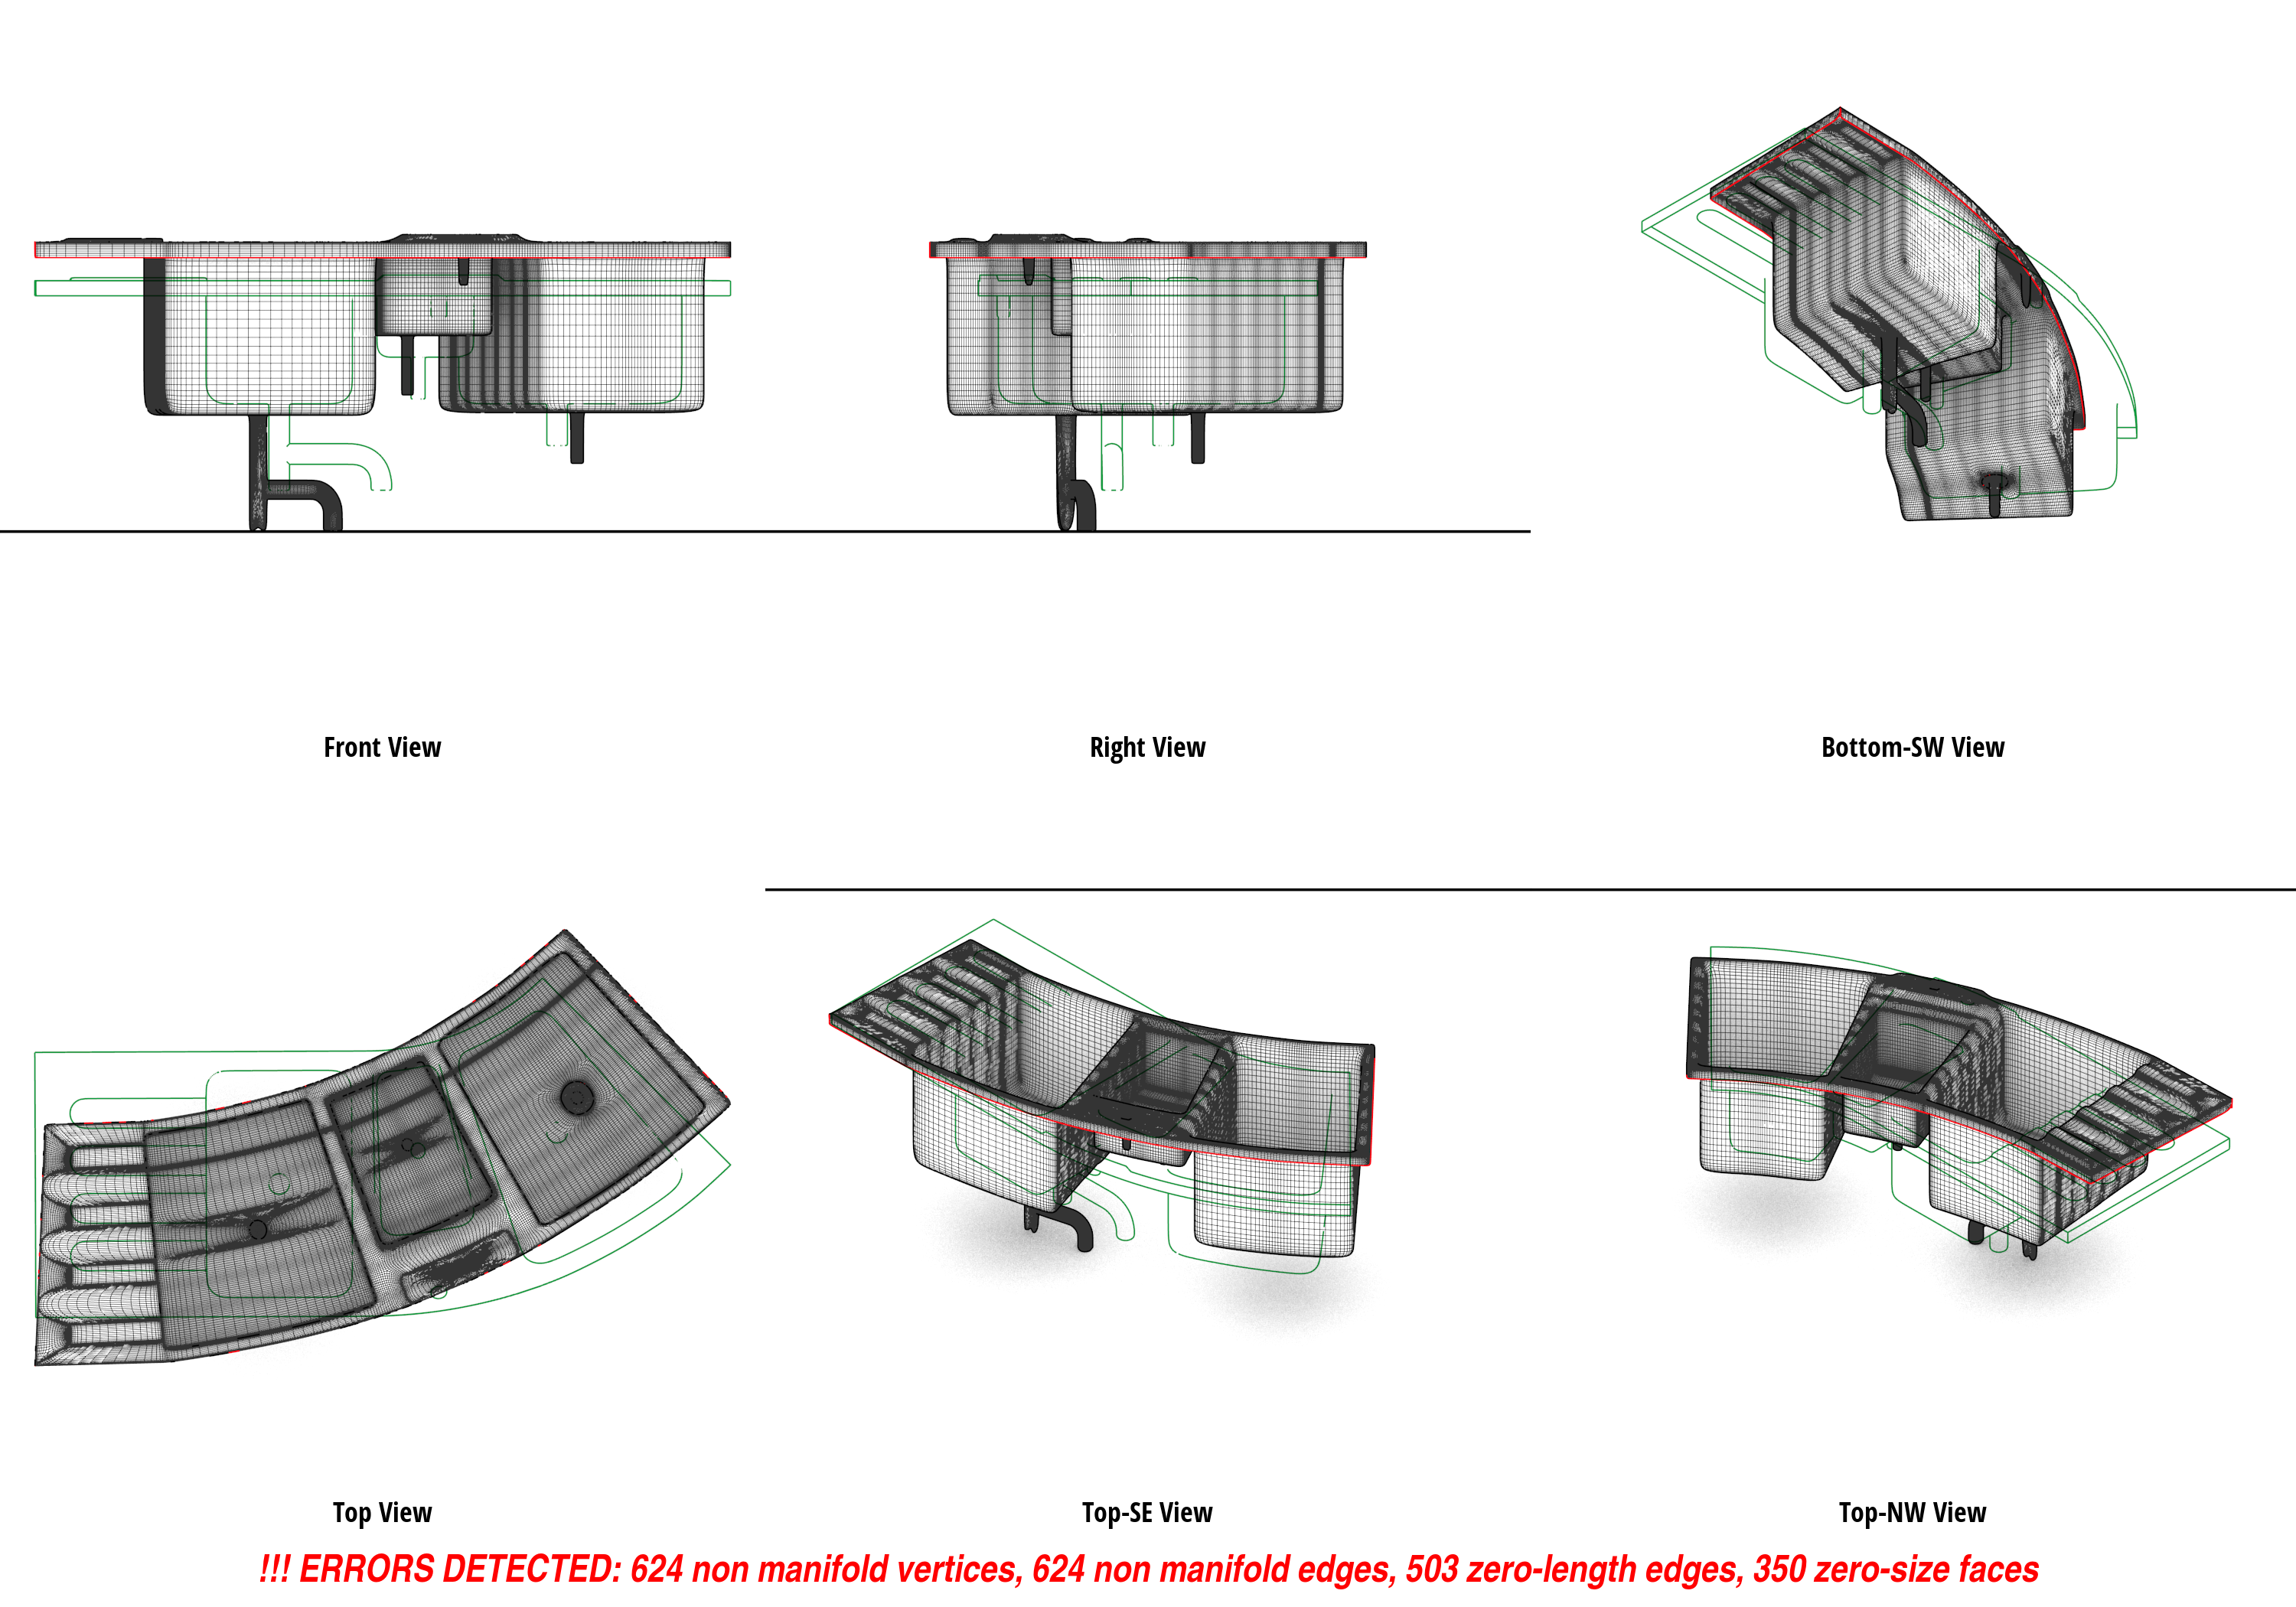 Front View
Right View
Bottom-SW View
Top View
Top-SE View
Top-NW View
!!! ERRORS DETECTED: 624 non manifold vertices, 624 non manifold edges, 503 zero-length edges, 350 zero-size faces